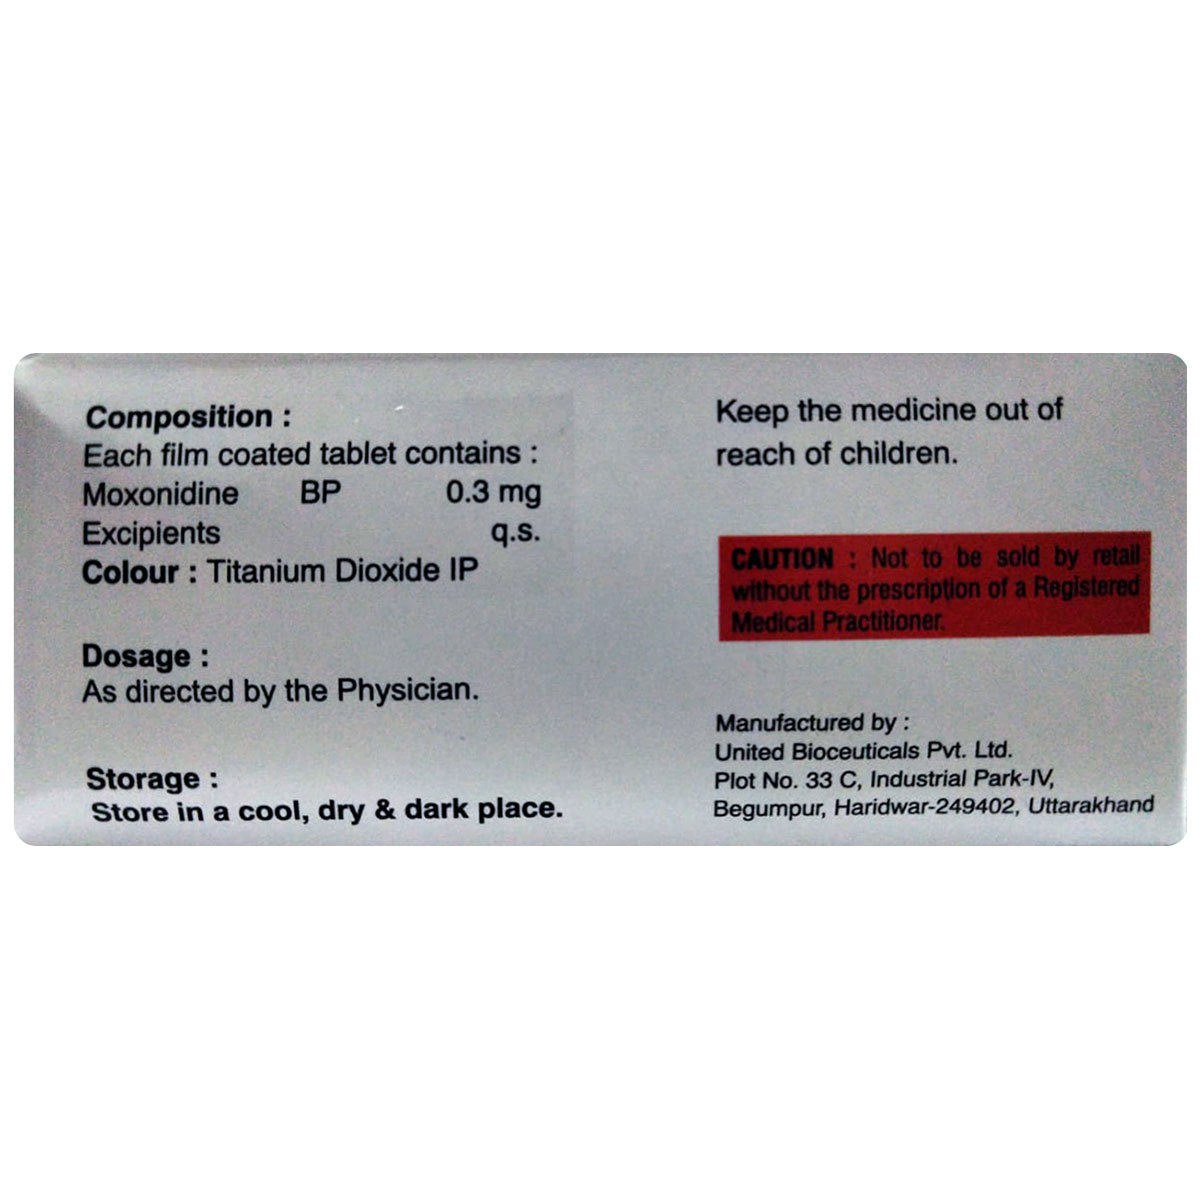 Composition :
Each film coated tablet contains :
Moxonidine BP 0.3 mg
Excipients q.s.
Colour : Titanium Dioxide IP
Dosage :
As directed by the Physician.
Storage :
Store in a cool, dry & dark place.
Keep the medicine out of
reach of children.
CAUTION : Not to be sold by retail
without the prescription of a Registered
Medical Practitioner.
Manufactured by :
United Bioceuticals Pvt. Ltd.
Plot No. 33 C, Industrial Park-IV,
Begumpur, Haridwar-249402, Uttarakhand